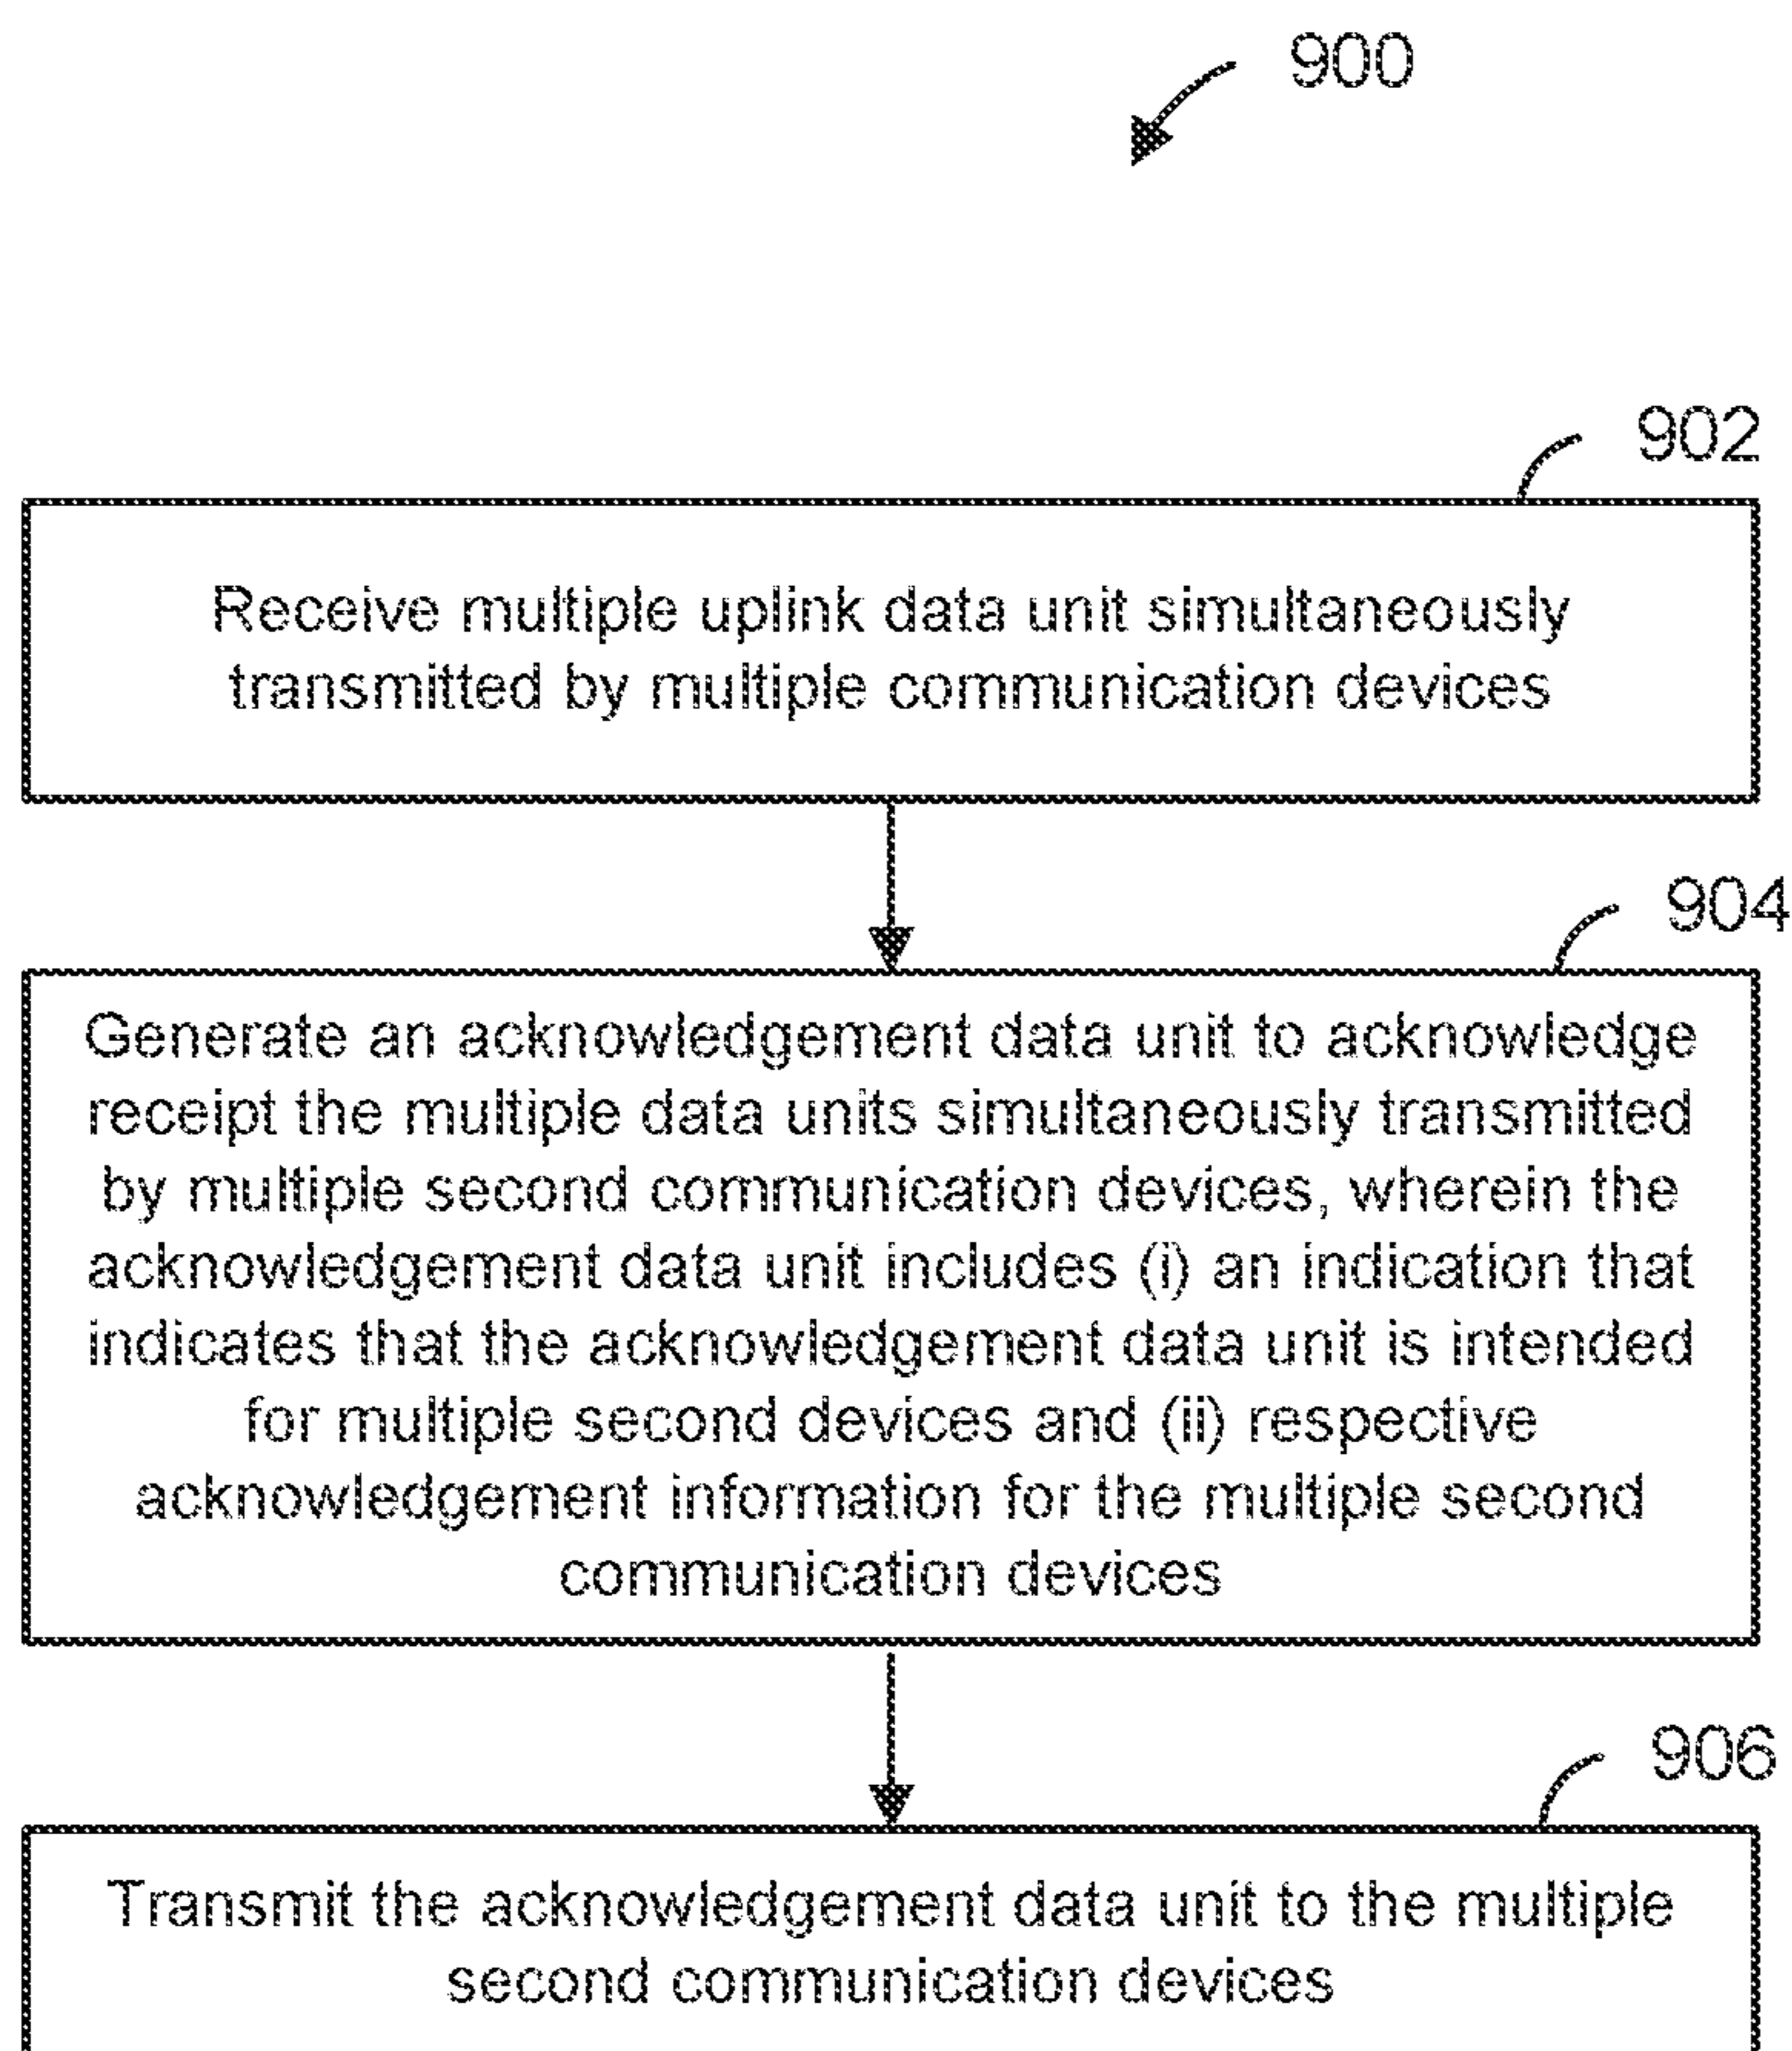 900
902
Receive multiple uplink data unit simultaneously
transmitted by multiple communication devices
904
Generate an acknowledgement data unit to acknowledge
receipt the multiple data units simultaneously transmitted
by multiple second communication devices, wherein the
acknowledgement data unit includes (i) an indication that
indicates that the acknowledgement data unit is intended
for multiple second devices and (ii) respective
acknowledgement information for the multiple second
communication devices
906
Transmit the acknowledgement data unit to the multiple
second communication devices